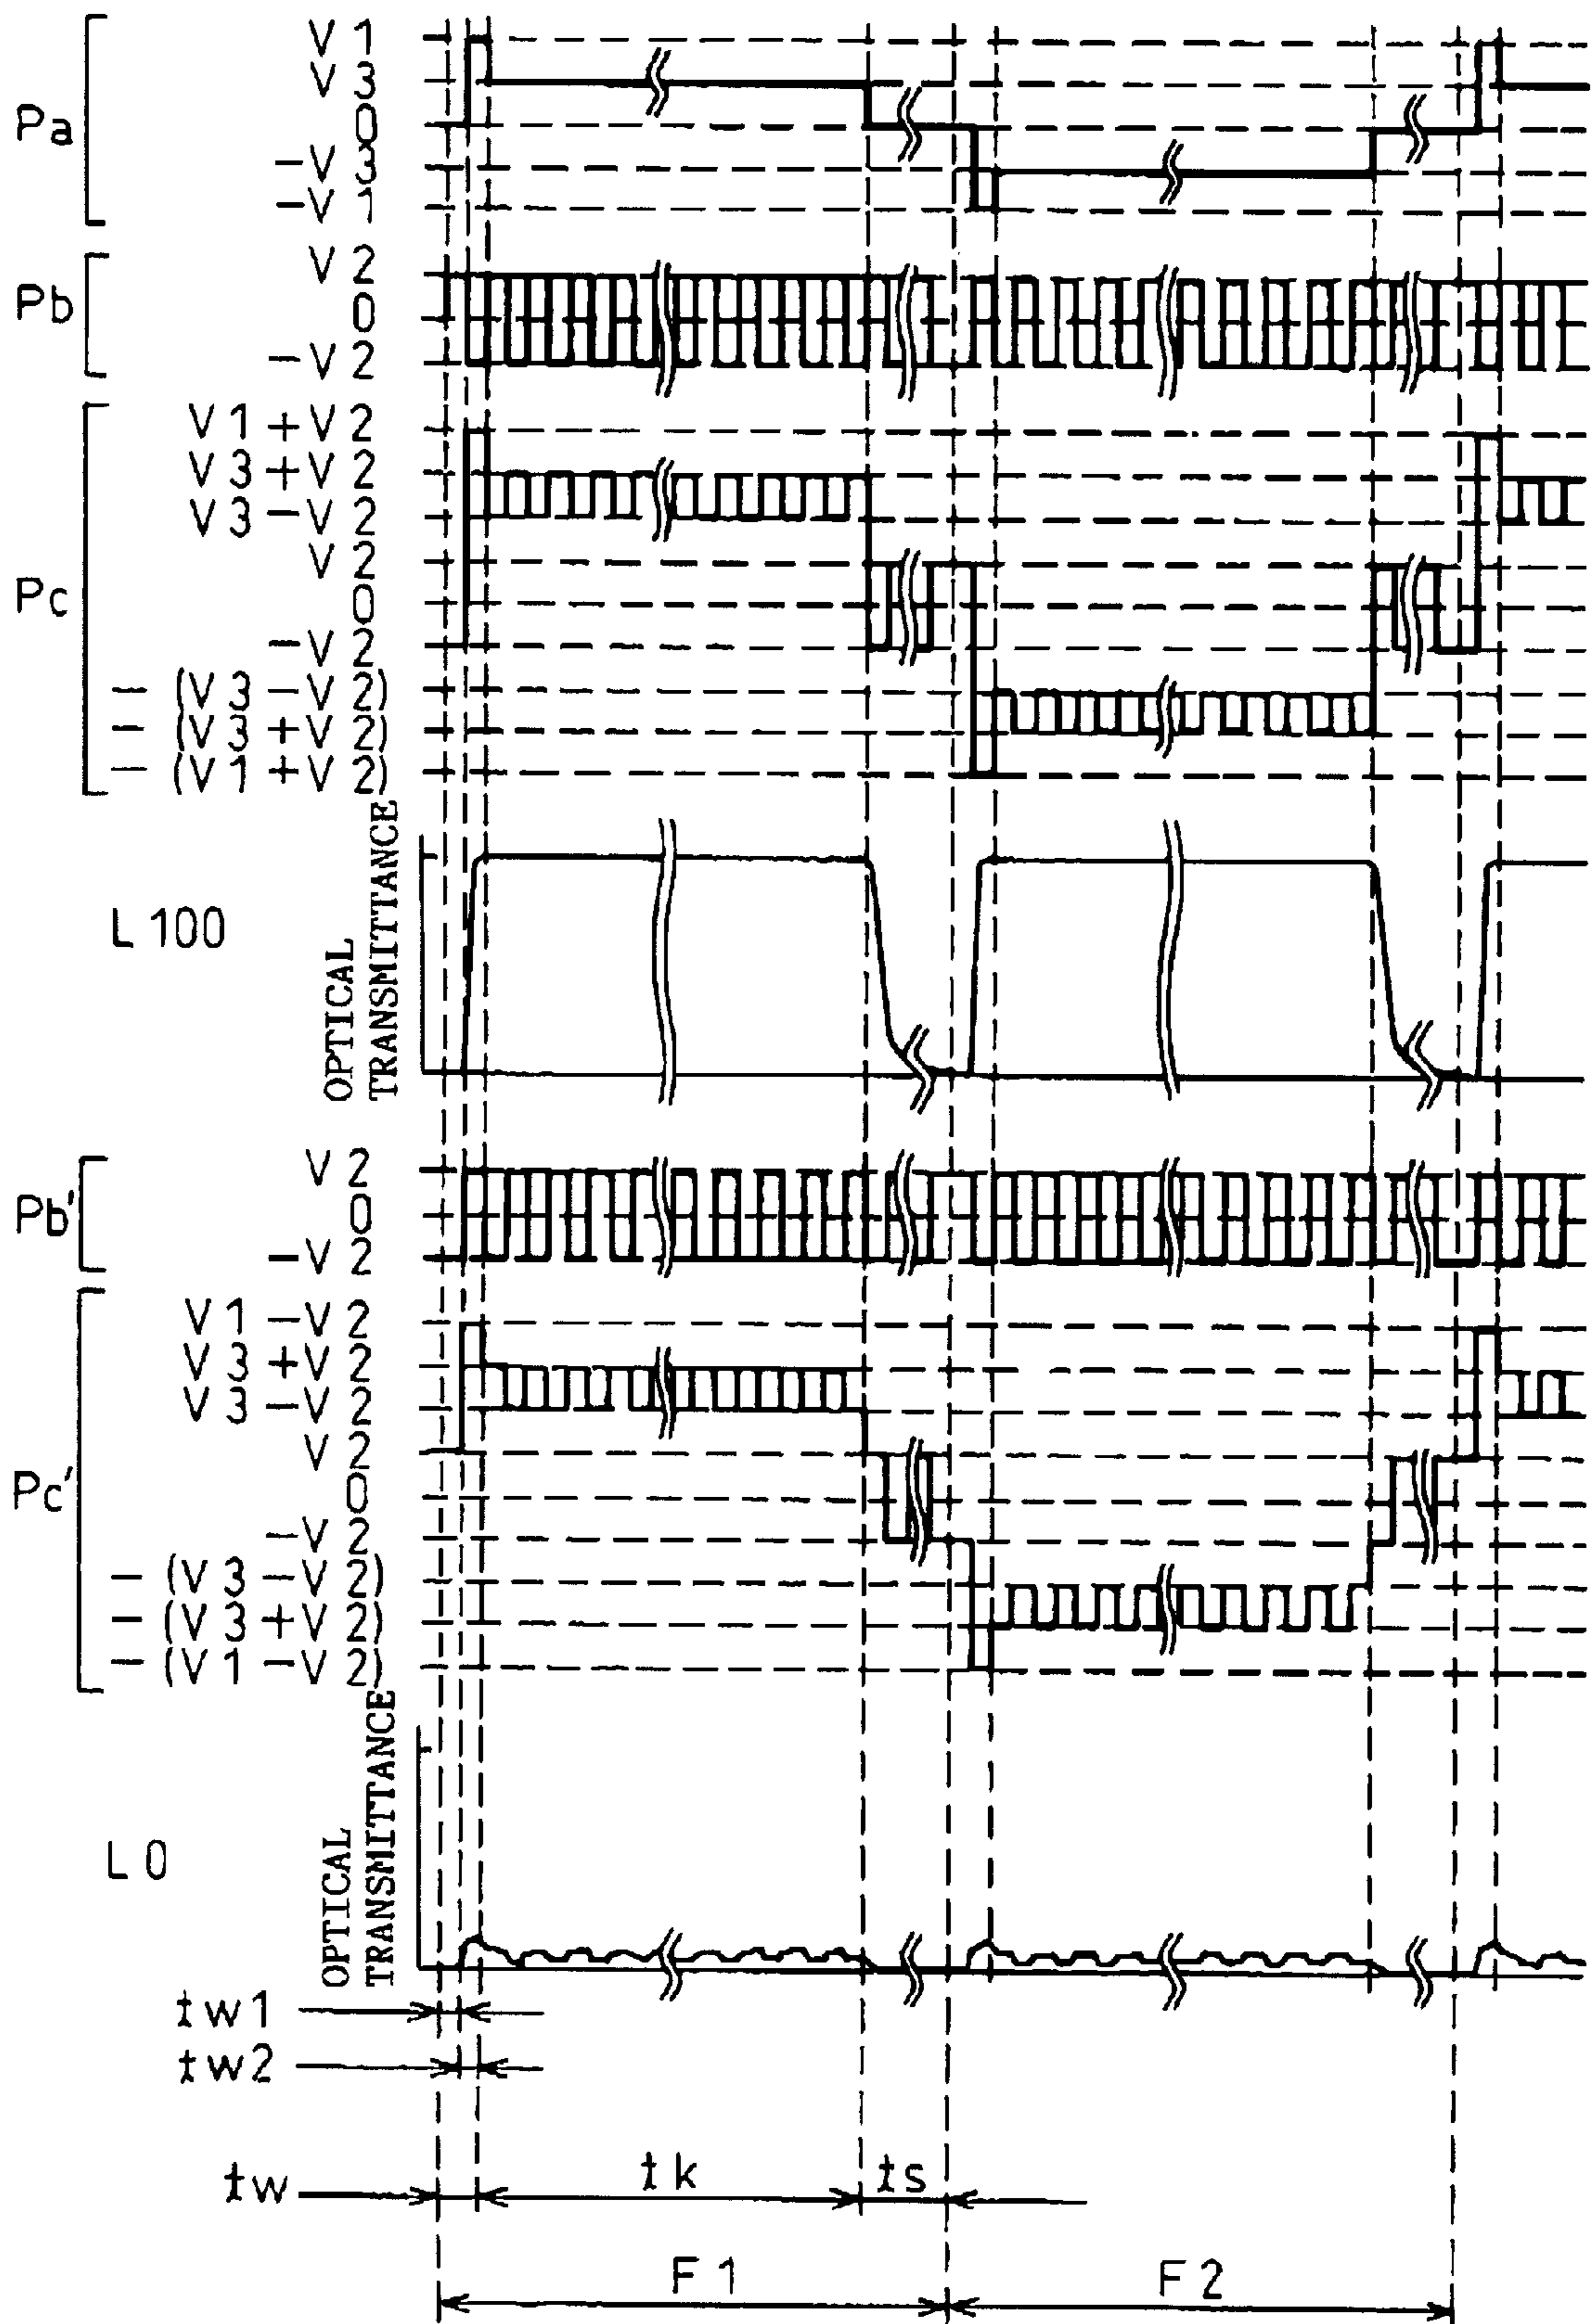 Pa
V 1
V 3
0
−V 3
−V 1
Pb
V 2
0
−V 2
Pc
V 1 +V 2
V 3 +V 2
V 3 −V 2
V 2
0
−V 2
− (V 3 −V 2)
− (V 3 +V 2)
− (V 1 +V 2)
L 100
OPTICAL
TRANSMITTANCE
Pb'
V 2
0
−V 2
Pc'
V 1 −V 2
V 3 +V 2
V 3 −V 2
V 2
0
−V 2
− (V 3 −V 2)
− (V 3 +V 2)
− (V 1 −V 2)
L 0
OPTICAL
TRANSMITTANCE
tw1
tw2
tw tk ts
F 1 F 2